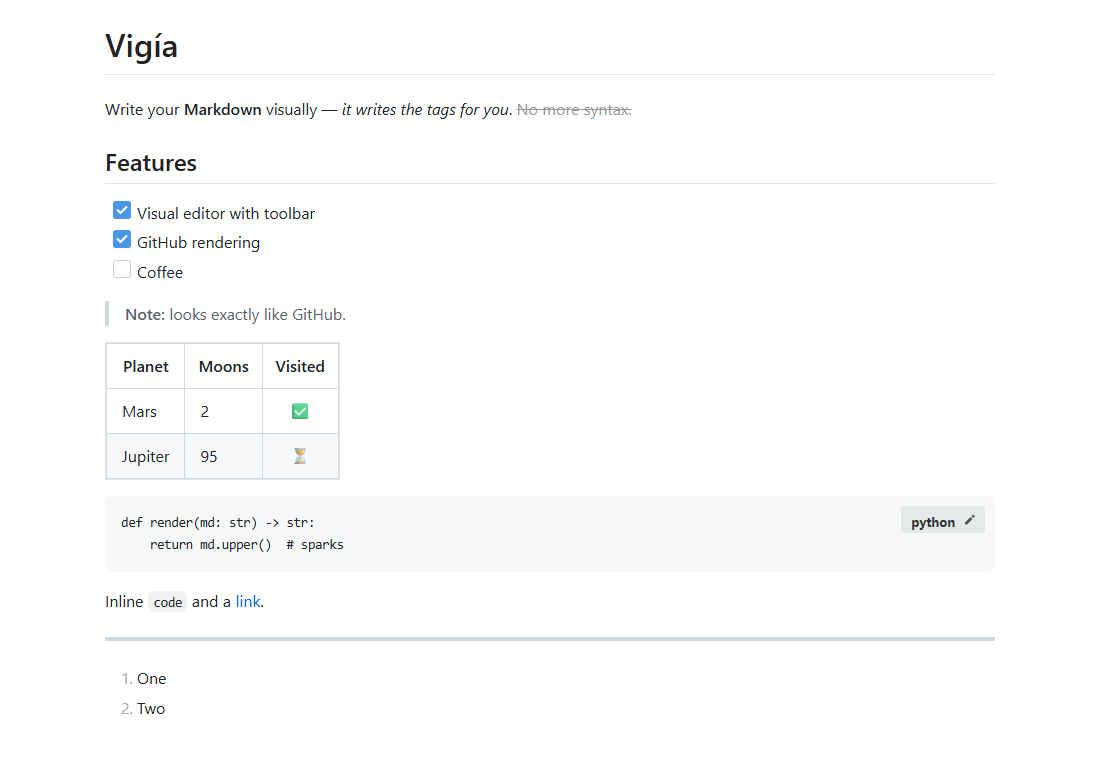 Vigía
Write your Markdown visually — it writes the tags for you. No more syntax.
Features
Visual editor with toolbar
GitHub rendering
Coffee
Note: looks exactly like GitHub.
Planet Moons Visited
Mars 2 ✅
Jupiter 95 ⏳
def render(md: str) -> str:
    return md.upper()  # sparks
python
Inline code and a link.
1. One
2. Two